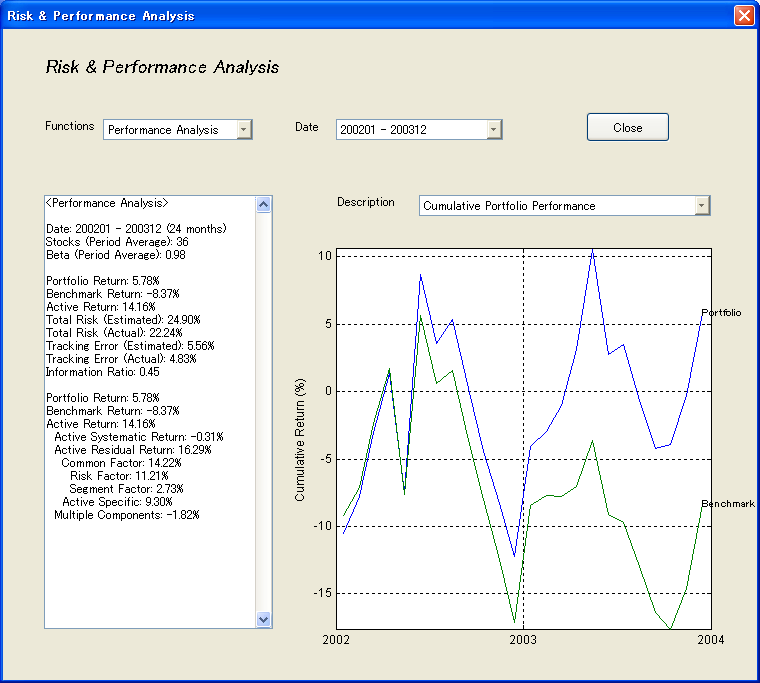 Risk & Performance Analysis
Risk & Performance Analysis
Functions
Performance Analysis
Date
200201 - 200312
Close
<Performance Analysis>
Date: 200201 - 200312 (24 months)
Stocks (Period Average): 36
Beta (Period Average): 0.98
Portfolio Return: 5.78%
Benchmark Return: -8.37%
Active Return: 14.16%
Total Risk (Estimated): 24.90%
Total Risk (Actual): 22.24%
Tracking Error (Estimated): 5.56%
Tracking Error (Actual): 4.83%
Information Ratio: 0.45
Portfolio Return: 5.78%
Benchmark Return: -8.37%
Active Return: 14.16%
Active Systematic Return: -0.31%
Active Residual Return: 16.29%
Common Factor: 14.22%
Risk Factor: 11.21%
Segment Factor: 2.73%
Active Specific: 9.30%
Multiple Components: -1.82%
Description
Cumulative Portfolio Performance
Cumulative Return (%)
10
5
0
-5
-10
-15
2002
2003
2004
Portfolio
Benchmark